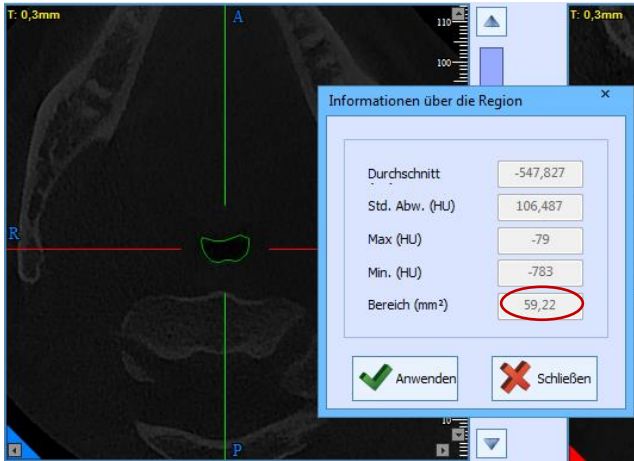 T: 0,3mm
A
110
100
T: 0,3mm
Informationen über die Region
×
Durchschnitt
-547,827
Std. Abw. (HU)
106,487
Max (HU)
-79
Min. (HU)
-783
Bereich (mm²)
59,22
Anwenden
Schließen
R
10
P